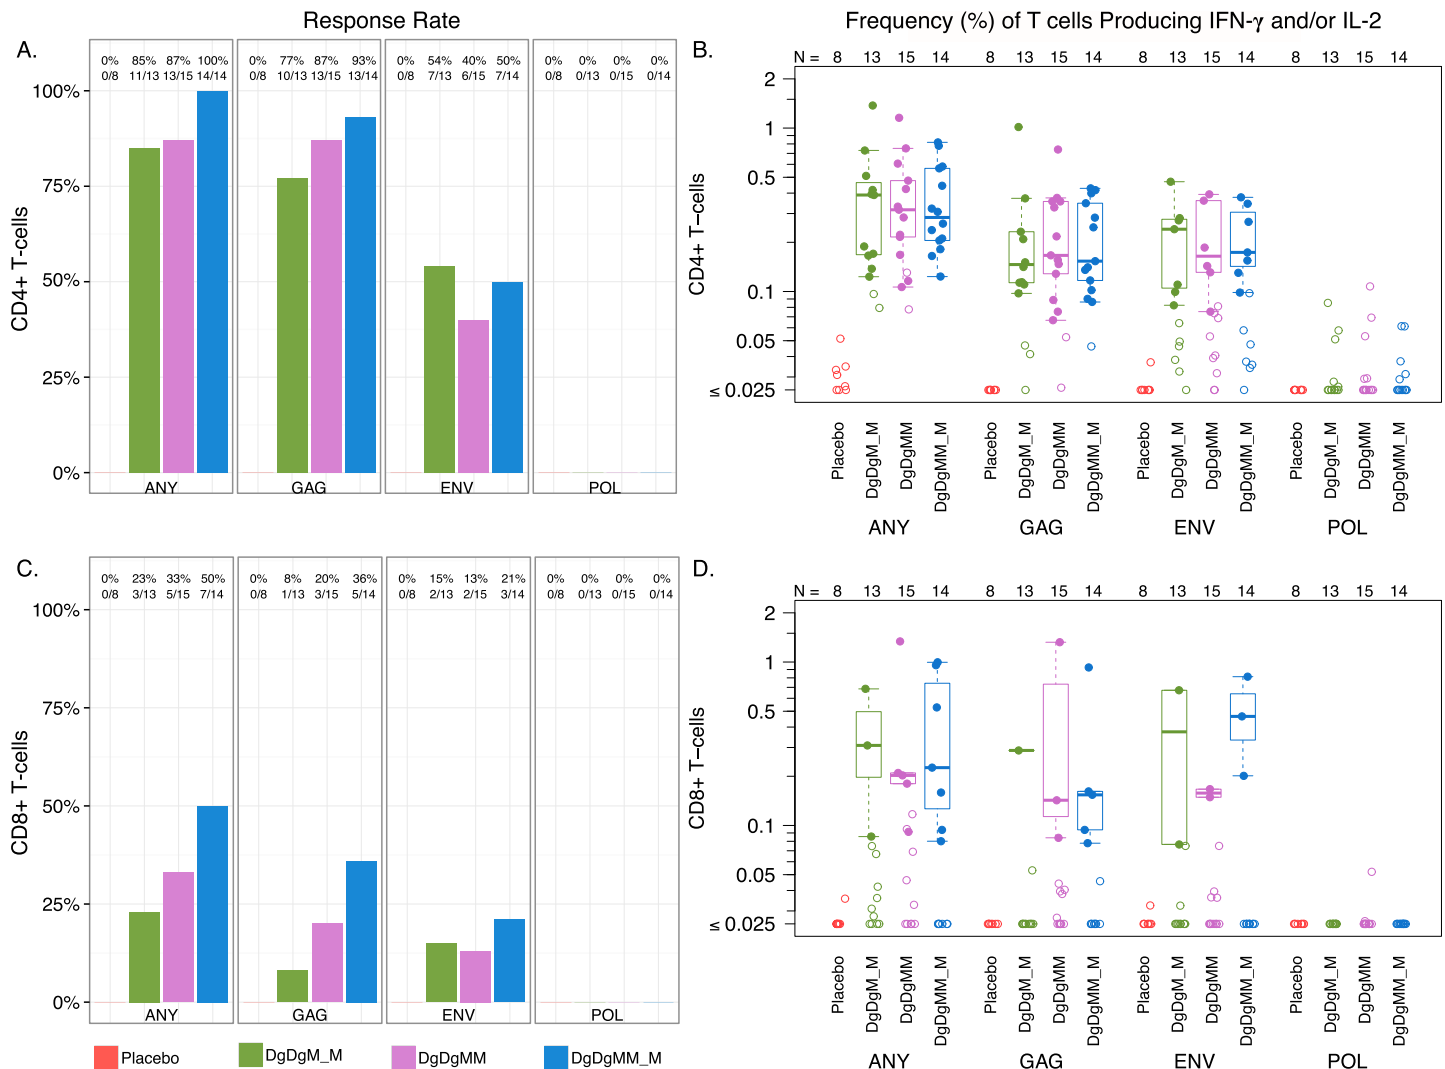 Response Rate
Frequency (%) of T cells Producing IFN-γ and/or IL-2
A.
0% 85% 87% 100% 0% 77% 87% 93% 0% 54% 40% 50% 0% 0% 0% 0%
0/8 11/13 13/15 14/14 0/8 10/13 13/15 13/14 0/8 7/13 6/15 7/14 0/8 0/13 0/15 0/14
100%
75%
50%
25%
0%
CD4+ T-cells
ANY GAG ENV POL
B.
N = 8 13 15 14 8 13 15 14 8 13 15 14 8 13 15 14
2
1
0.5
0.1
0.05
≤ 0.025
CD4+ T−cells
Placebo DgDgM_M DgDgMM DgDgMM_M Placebo DgDgM_M DgDgMM DgDgMM_M Placebo DgDgM_M DgDgMM DgDgMM_M Placebo DgDgM_M DgDgMM DgDgMM_M
ANY GAG ENV POL
C.
0% 23% 33% 50% 0% 8% 20% 36% 0% 15% 13% 21% 0% 0% 0% 0%
0/8 3/13 5/15 7/14 0/8 1/13 3/15 5/14 0/8 2/13 2/15 3/14 0/8 0/13 0/15 0/14
100%
75%
50%
25%
0%
CD8+ T-cells
ANY GAG ENV POL
Placebo DgDgM_M DgDgMM DgDgMM_M
D.
N = 8 13 15 14 8 13 15 14 8 13 15 14 8 13 15 14
2
1
0.5
0.1
0.05
≤ 0.025
CD8+ T−cells
Placebo DgDgM_M DgDgMM DgDgMM_M Placebo DgDgM_M DgDgMM DgDgMM_M Placebo DgDgM_M DgDgMM DgDgMM_M Placebo DgDgM_M DgDgMM DgDgMM_M
ANY GAG ENV POL